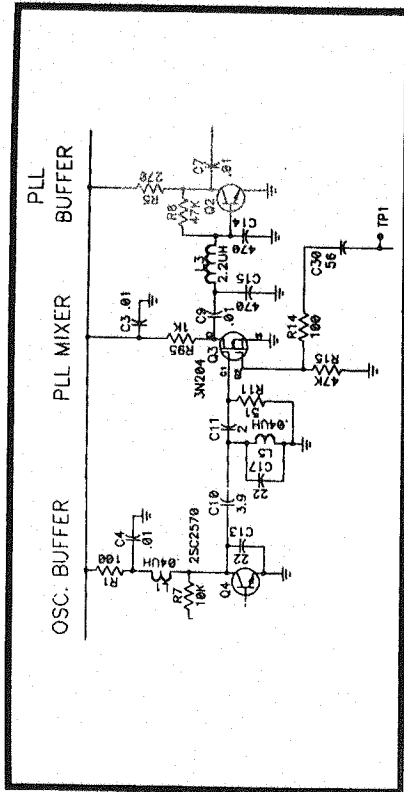 OSC. BUFFER
PLL MIXER
PLL
BUFFER
R1
100
C4
.01
.04UH
L1
R7
10K
2SC2570
Q4
C13
22
C10
3.9
C17
22
L5
.04UH
C11
2
R11
51
C3 .01
R95
1K
3N204
Q3
G1
C9
.01
C15
470
L3
2.2UH
R5
270
R8
47K
Q2
C7
.01
C14
470
R14
100
R15
47K
C30
56
TP1